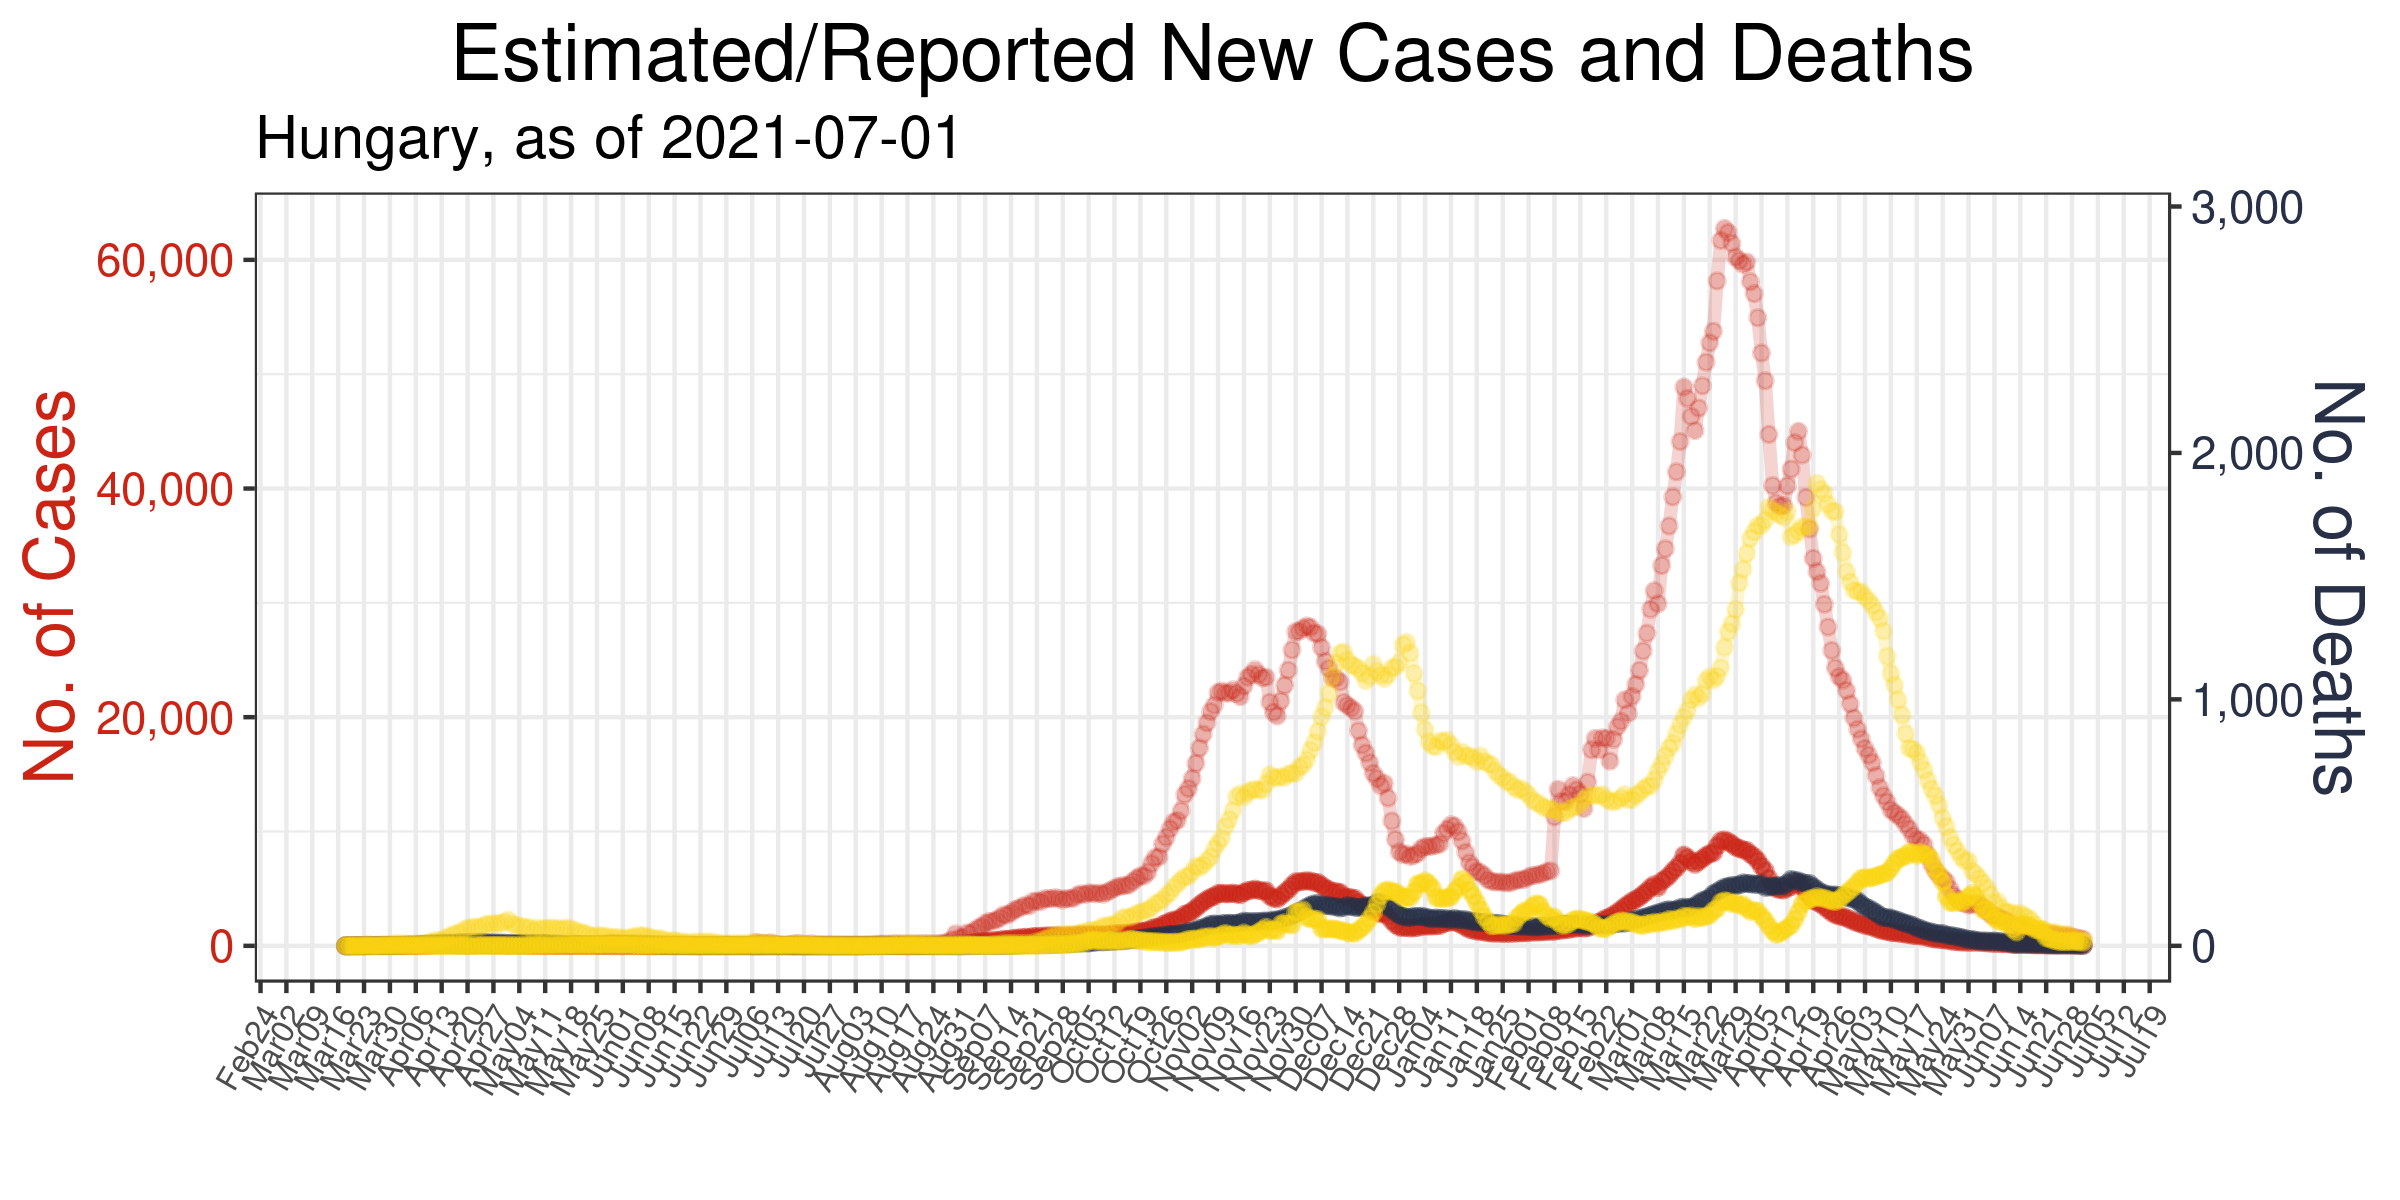 Estimated/Reported New Cases and Deaths
Hungary, as of 2021-07-01
No. of Cases
60,000
40,000
20,000
0
3,000
2,000
1,000
0
No. of Deaths
Feb24
Mar02
Mar09
Mar16
Mar23
Mar30
Apr06
Apr13
Apr20
Apr27
May04
May11
May18
May25
Jun01
Jun08
Jun15
Jun22
Jun29
Jul06
Jul13
Jul20
Jul27
Aug03
Aug10
Aug17
Aug24
Aug31
Sep07
Sep14
Sep21
Sep28
Oct05
Oct12
Oct19
Oct26
Nov02
Nov09
Nov16
Nov23
Nov30
Dec07
Dec14
Dec21
Dec28
Jan04
Jan11
Jan18
Jan25
Feb01
Feb08
Feb15
Feb22
Mar01
Mar08
Mar15
Mar22
Mar29
Apr05
Apr12
Apr19
Apr26
May03
May10
May17
May24
May31
Jun07
Jun14
Jun21
Jun28
Jul05
Jul12
Jul19